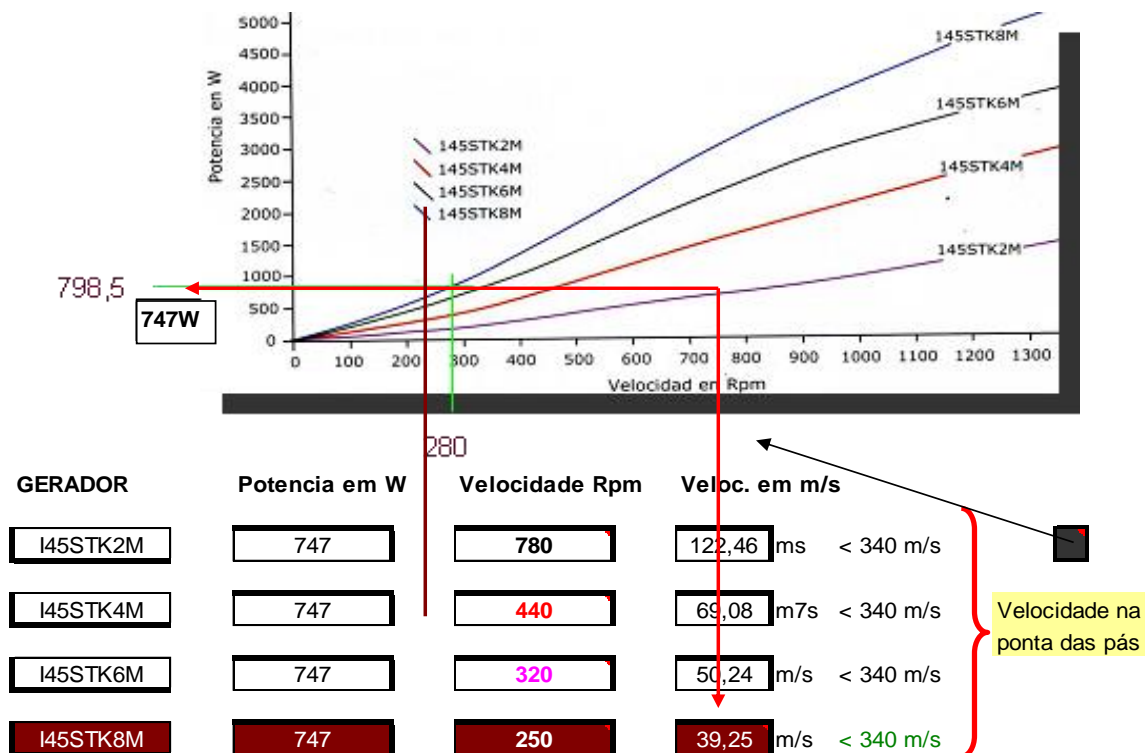 5000
4500
4000
3500
3000
2500
2000
1500
1000
500
0
Potencia en W
145STK8M
145STK6M
145STK4M
145STK2M
145STK2M
145STK4M
145STK6M
145STK8M
798,5
747W
0 100 200 300 400 500 600 700 800 900 1000 1100 1200 1300
Velocidad en Rpm
280
GERADOR Potencia em W Velocidade Rpm Veloc. em m/s
I45STK2M 747 780 122,46 ms < 340 m/s
I45STK4M 747 440 69,08 m7s < 340 m/s
I45STK6M 747 320 50,24 m/s < 340 m/s
I45STK8M 747 250 39,25 m/s < 340 m/s
Velocidade na
ponta das pás